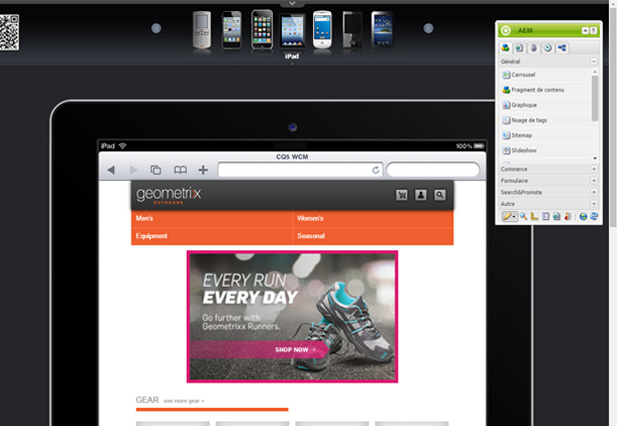 iPad
AEM
Général
Carrousel
Fragment de contenu
Graphique
Nuage de tags
Sitemap
Slideshow
Commerce
Formulaire
Search&Promote
Autre
iPad
100%
CQ5 WCM
geometrixx
OUTDOORS
Men's
Women's
Equipment
Seasonal
EVERY RUN
EVERY DAY
Go further with
Geometrixx Runners.
SHOP NOW
GEAR see more gear